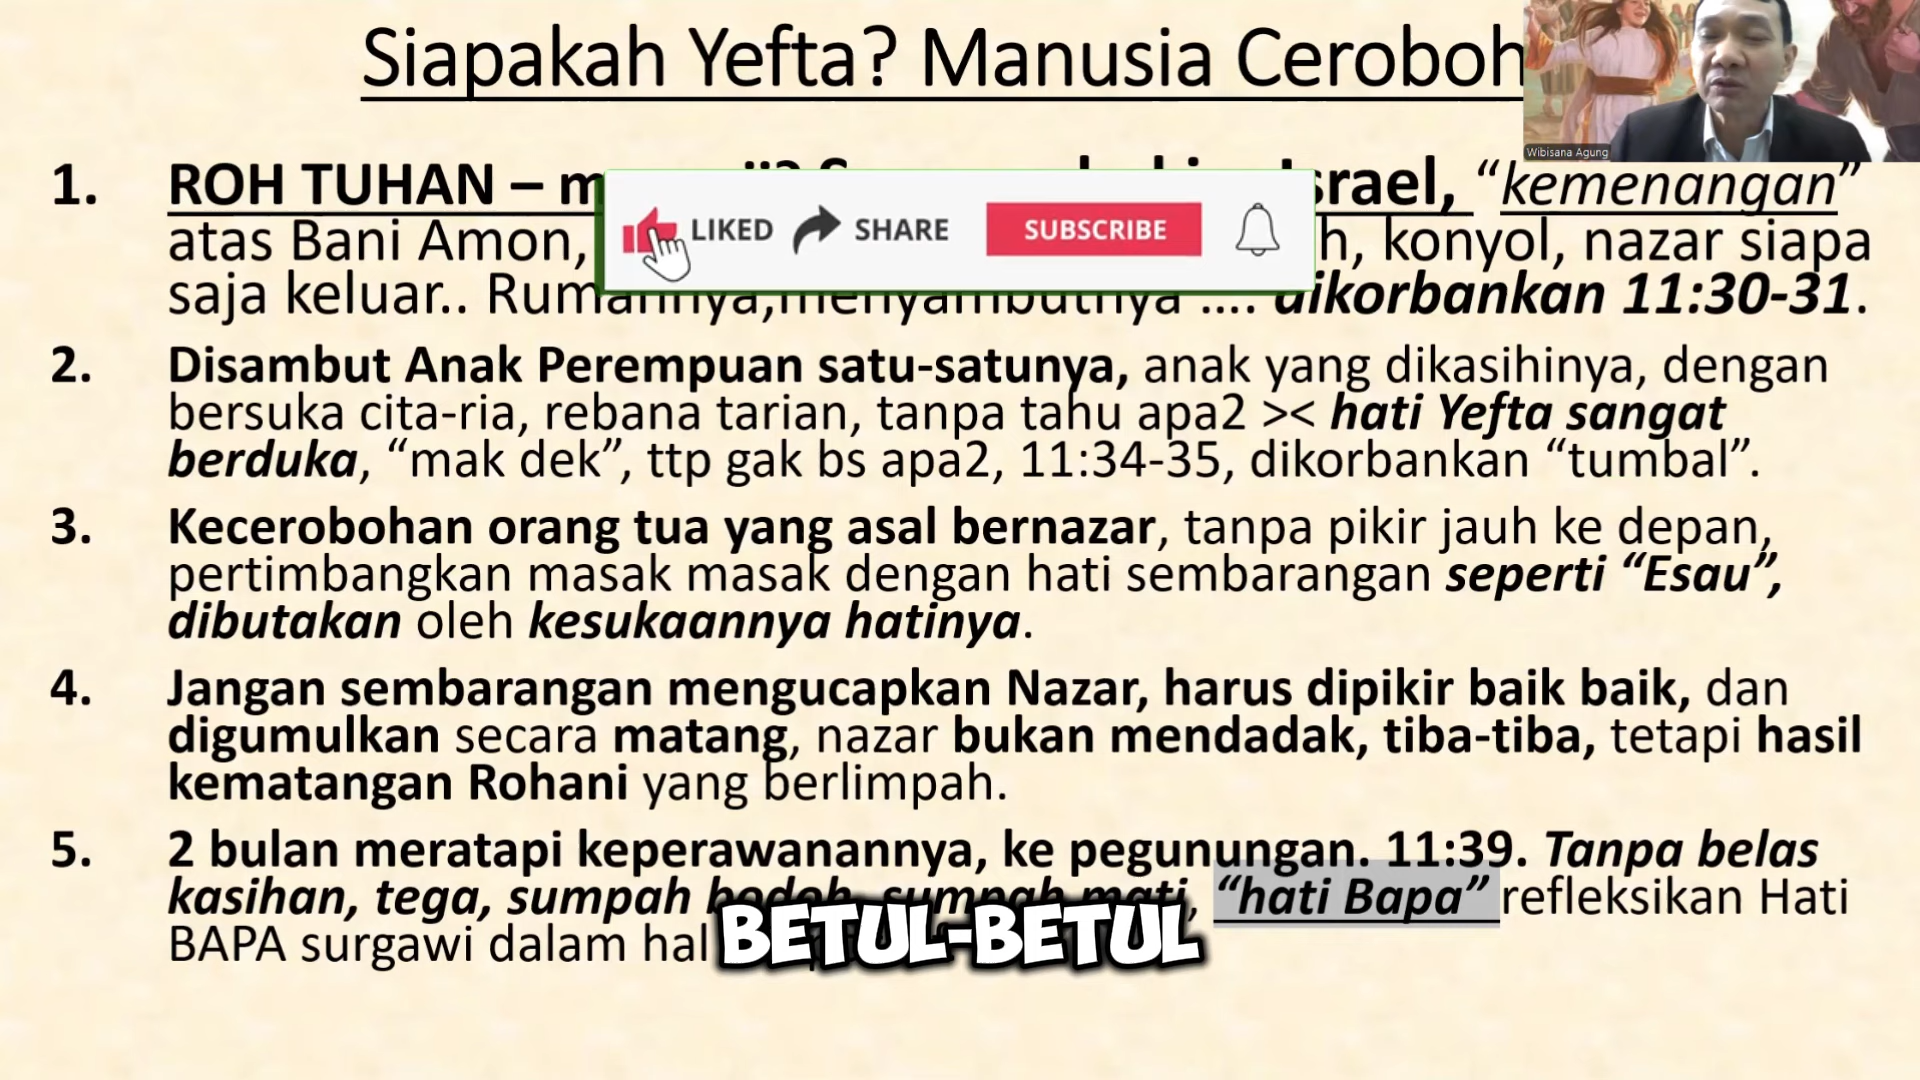 Siapakah Yefta? Manusia Ceroboh
Wibisana Agung
1. ROH TUHAN – srael, “kemenangan”
LIKED SHARE SUBSCRIBE
atas Bani Amon, h, konyol, nazar siapa
saja keluar.. Rumahnya,menyambutnya .... dikorbankan 11:30-31.
2. Disambut Anak Perempuan satu-satunya, anak yang dikasihinya, dengan
bersuka cita-ria, rebana tarian, tanpa tahu apa2 >< hati Yefta sangat
berduka, “mak dek”, ttp gak bs apa2, 11:34-35, dikorbankan “tumbal”.
3. Kecerobohan orang tua yang asal bernazar, tanpa pikir jauh ke depan,
pertimbangkan masak masak dengan hati sembarangan seperti “Esau”,
dibutakan oleh kesukaannya hatinya.
4. Jangan sembarangan mengucapkan Nazar, harus dipikir baik baik, dan
digumulkan secara matang, nazar bukan mendadak, tiba-tiba, tetapi hasil
kematangan Rohani yang berlimpah.
5. 2 bulan meratapi keperawanannya, ke pegunungan. 11:39. Tanpa belas
kasihan, tega, sumpah bodoh, sumpah mati, “hati Bapa” refleksikan Hati
BAPA surgawi dalam hal
BETUL-BETUL